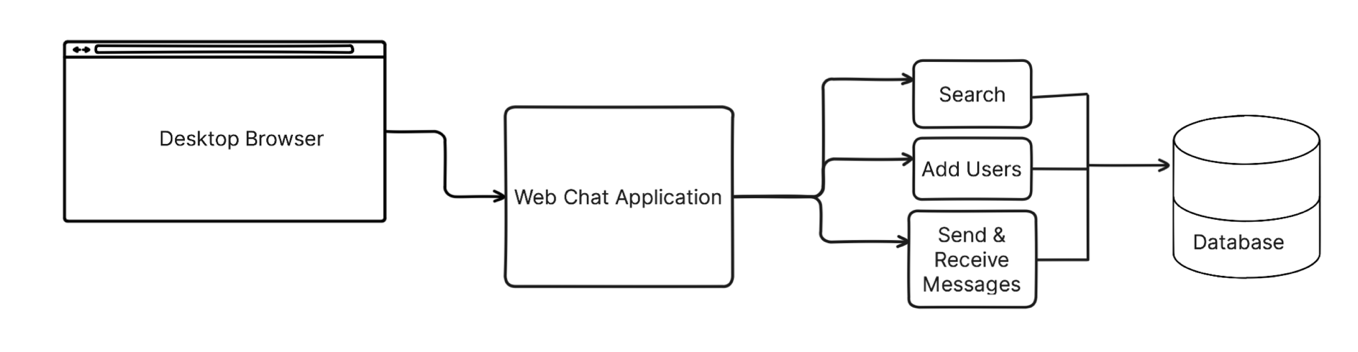 Desktop Browser
Web Chat Application
Search
Add Users
Send &
Receive
Messages
Database